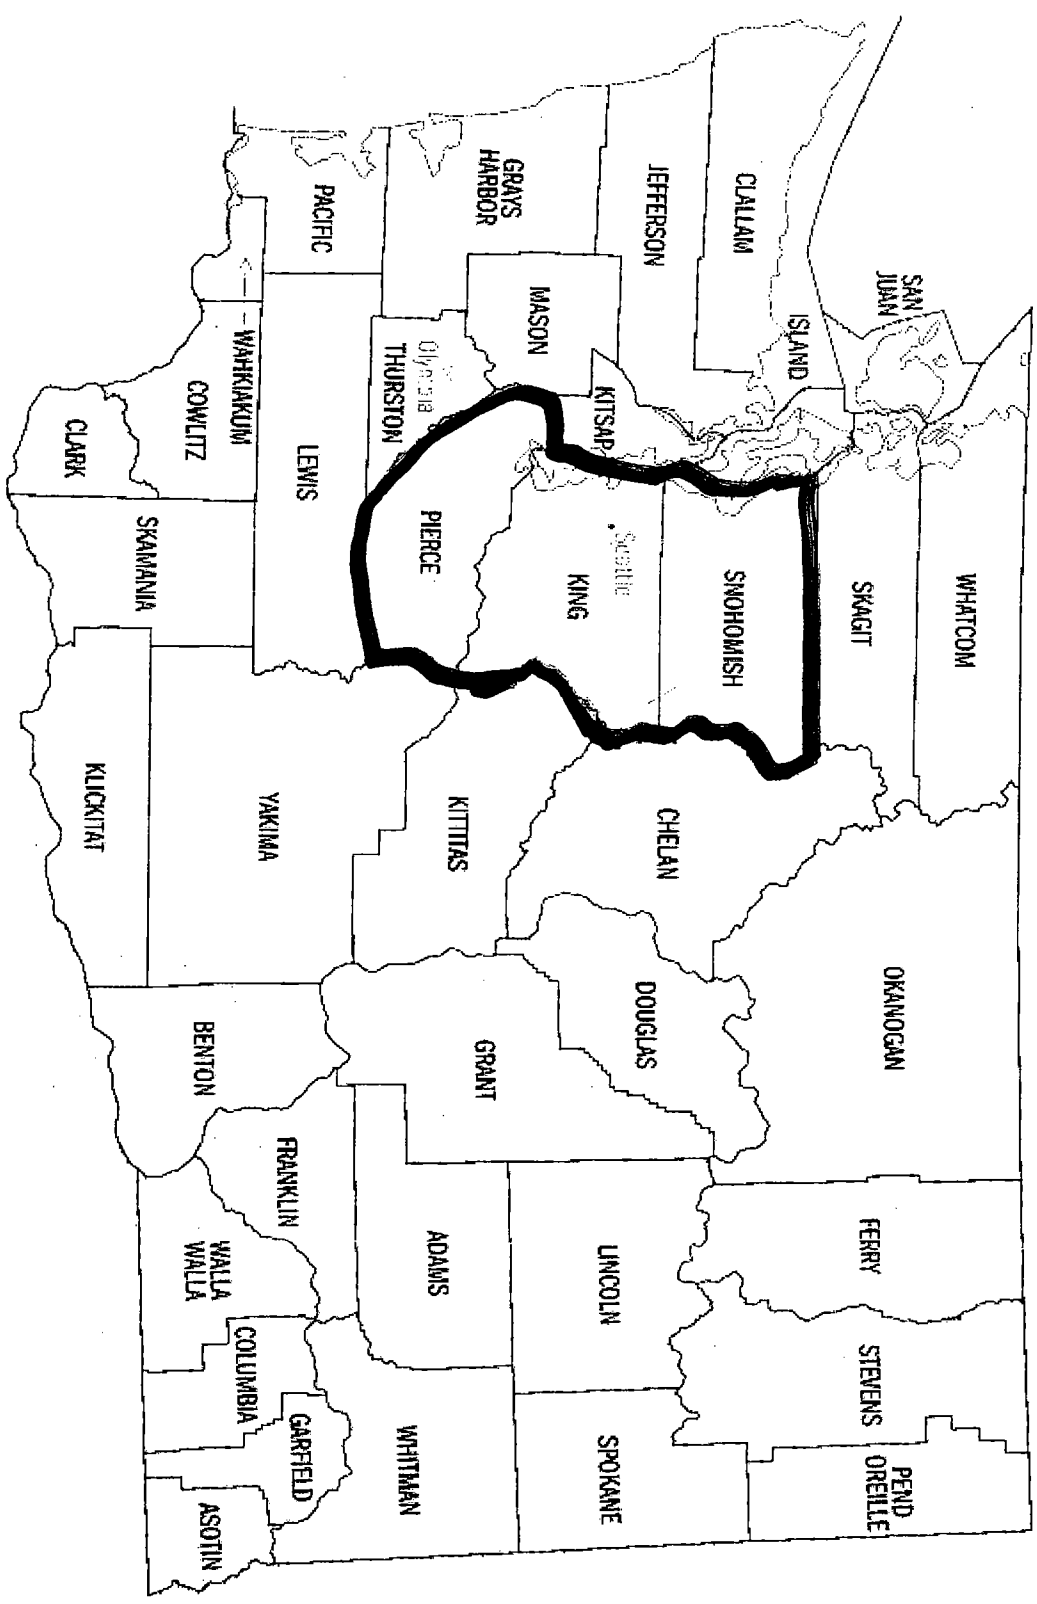 WHATCOM
SAN
JUAN
SKAGIT
OKANOGAN
FERRY
STEVENS
PEND
OREILLE
ISLAND
CLALLAM
SNOHOMISH
CHELAN
JEFFERSON
KITSAP
Seattle
KING
DOUGLAS
LINCOLN
SPOKANE
MASON
GRAYS
HARBOR
KITTITAS
GRANT
ADAMS
Olympia
THURSTON
PIERCE
WHITMAN
PACIFIC
LEWIS
YAKIMA
FRANKLIN
GARFIELD
WAHKIAKUM
COLUMBIA
COWLITZ
BENTON
WALLA
WALLA
ASOTIN
SKAMANIA
CLARK
KLICKITAT